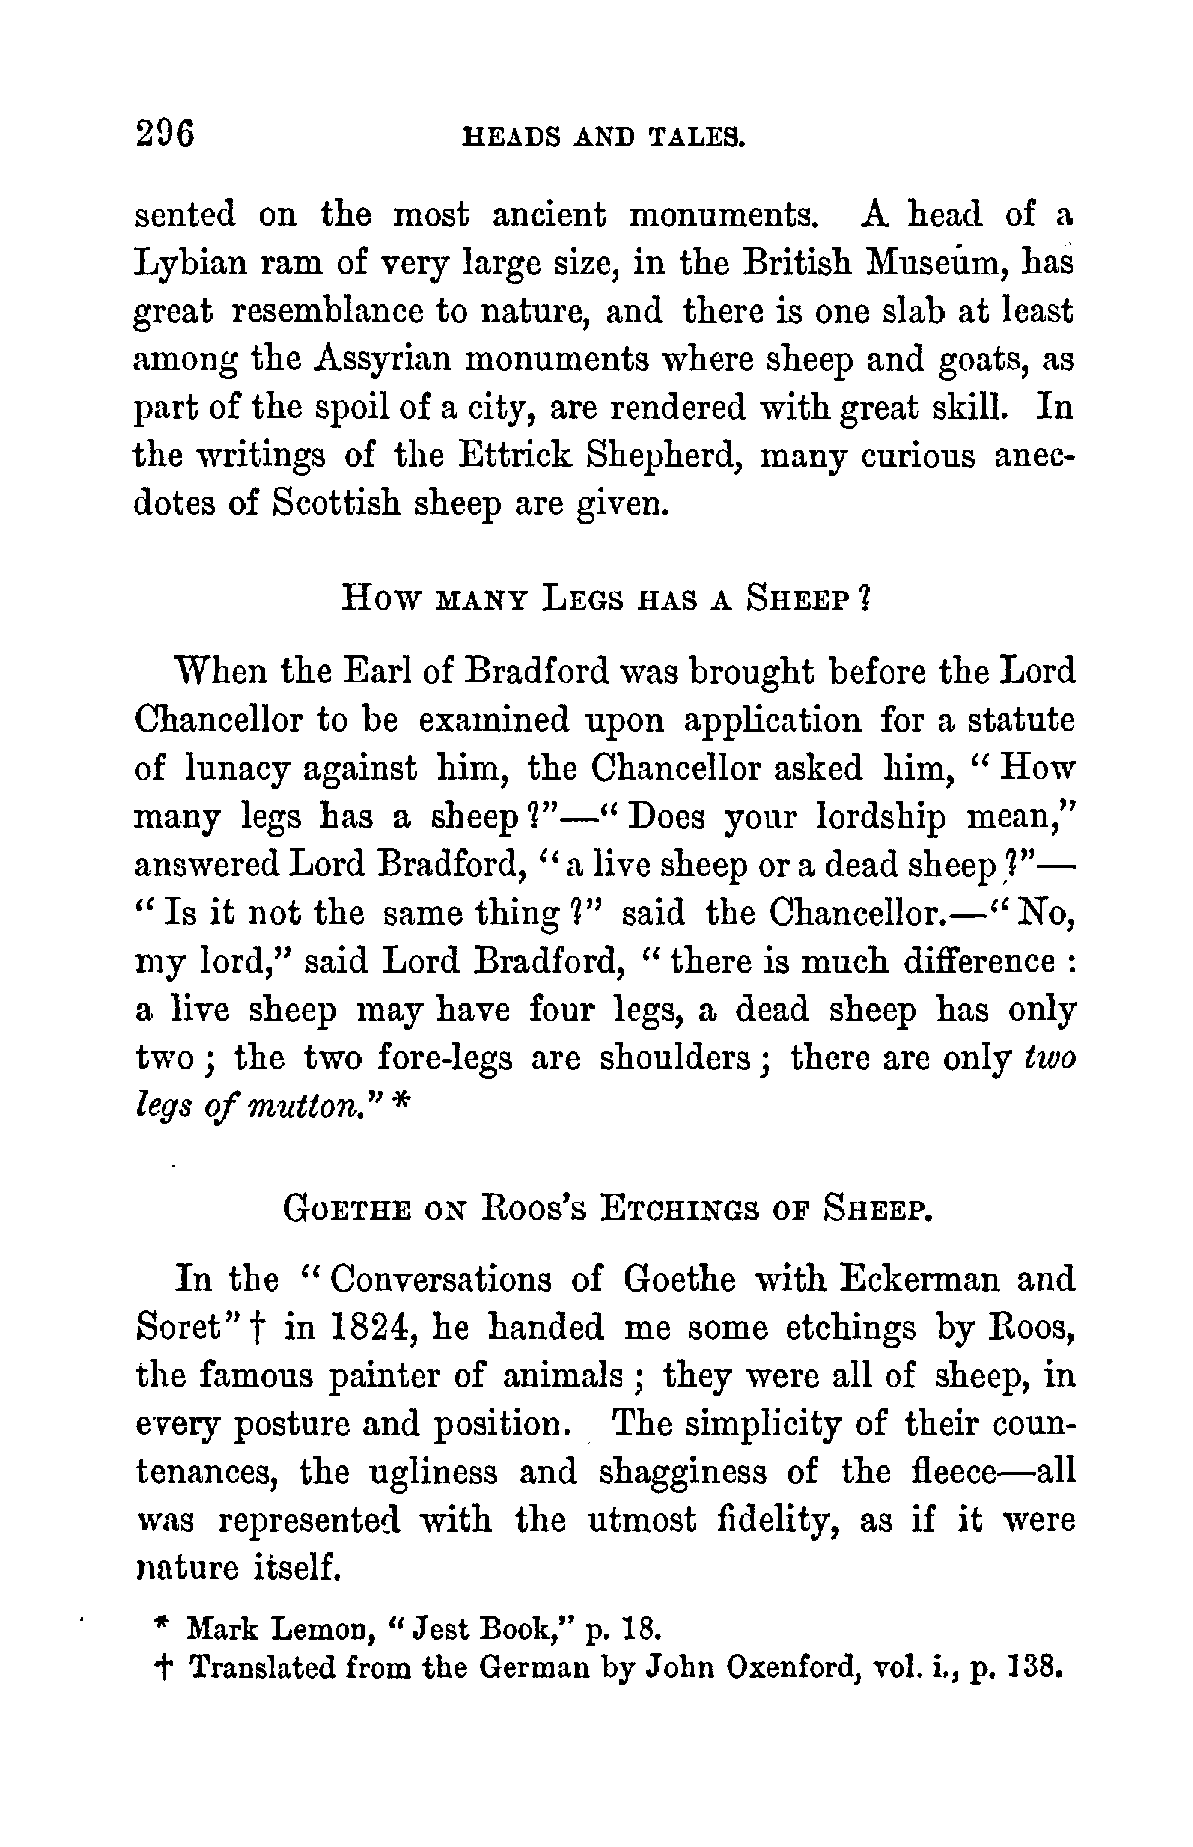 296 HEADS AND TALES.
sented on the most ancient monuments. A head of a
Lybian ram of very large size, in the British Museum, has
great resemblance to nature, and there is one slab at least
among the Assyrian monuments where sheep and goats, as
part of the spoil of a city, are rendered with great skill. In
the writings of the Ettrick Shepherd, many curious anec-
dotes of Scottish sheep are given.
HOW MANY LEGS HAS A SHEEP?
When the Earl of Bradford was brought before the Lord
Chancellor to be examined upon application for a statute
of lunacy against him, the Chancellor asked him, "How
many legs has a sheep?"—"Does your lordship mean,"
answered Lord Bradford, "a live sheep or a dead sheep?"—
"Is it not the same thing?" said the Chancellor.—"No,
my lord," said Lord Bradford, "there is much difference :
a live sheep may have four legs, a dead sheep has only
two ; the two fore-legs are shoulders ; there are only two
legs of mutton." *
GOETHE ON ROOS'S ETCHINGS OF SHEEP.
In the "Conversations of Goethe with Eckerman and
Soret" † in 1824, he handed me some etchings by Roos,
the famous painter of animals ; they were all of sheep, in
every posture and position. The simplicity of their coun-
tenances, the ugliness and shagginess of the fleece—all
was represented with the utmost fidelity, as if it were
nature itself.
* Mark Lemon, "Jest Book," p. 18.
† Translated from the German by John Oxenford, vol. i., p. 138.